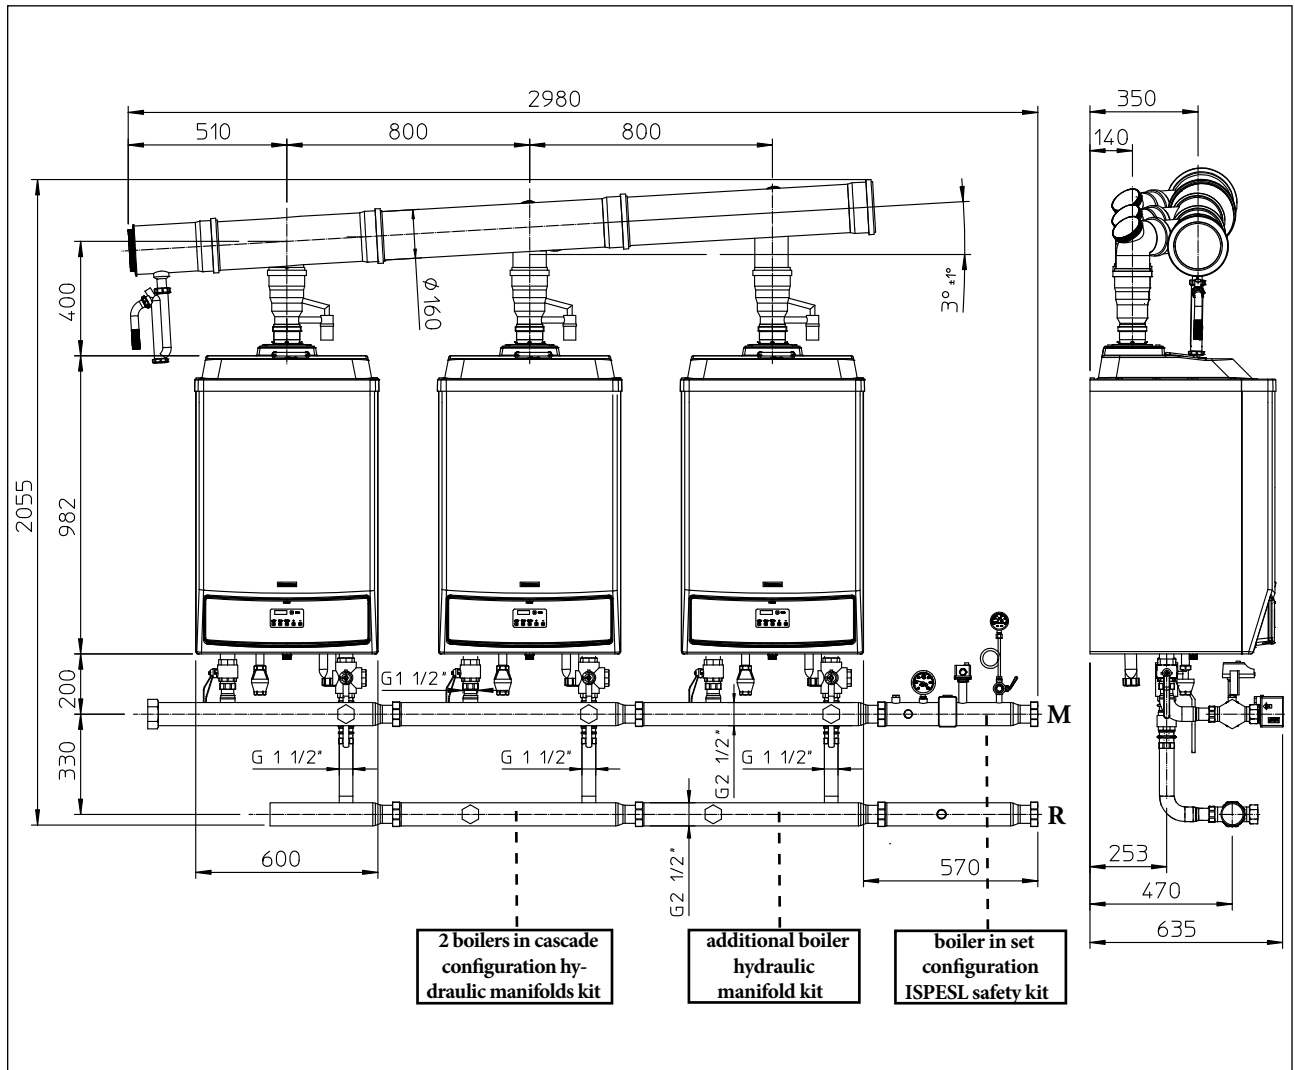 2980
350
510
800
800
140
400
φ 160
3° ±1°
2055
982
200
G1 1/2"
M
330
G 1 1/2"
G 1 1/2"
G2 1/2"
G 1 1/2"
R
600
G2 1/2"
570
253
470
635
2 boilers in cascade
configuration hy-
draulic manifolds kit
additional boiler
hydraulic
manifold kit
boiler in set
configuration
ISPESL safety kit